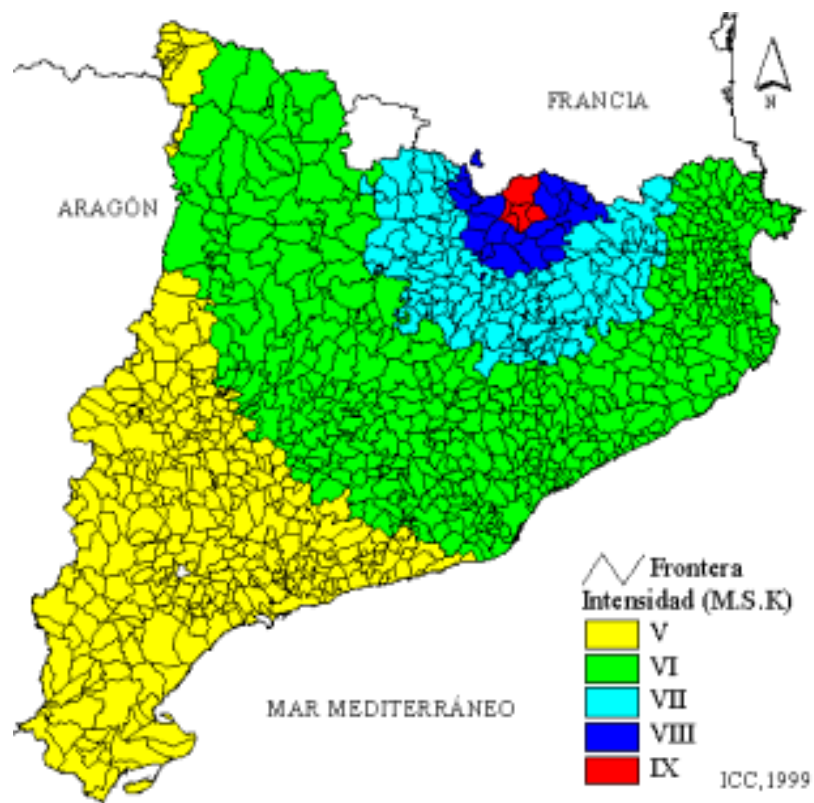 FRANCIA
N
ARAGÓN
Frontera
Intensidad (M.S.K)
V
VI
VII
VIII
IX
MAR MEDITERRÁNEO
ICC, 1999